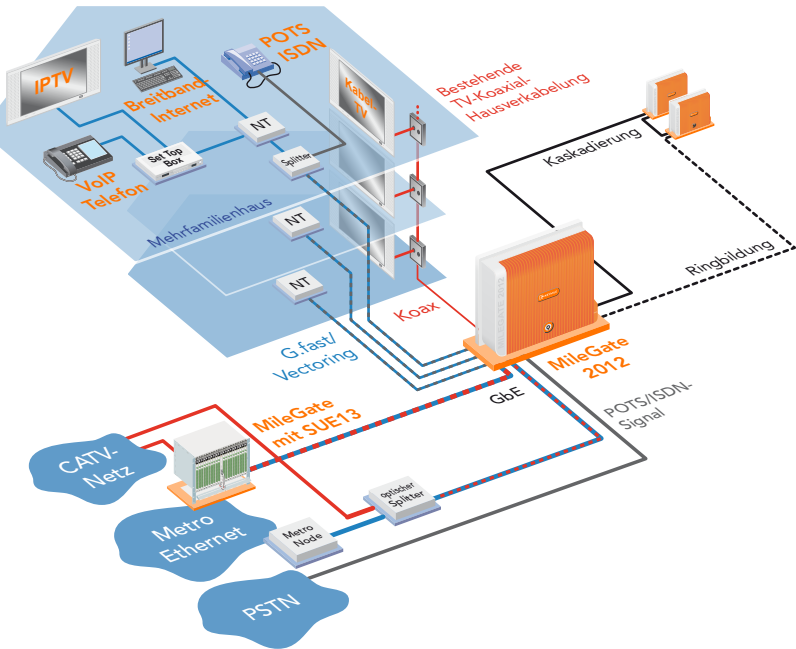 IPTV
Breitband-
Internet
POTS
ISDN
Kabel-
TV
Bestehende
TV-Koaxial-
Hausverkabelung
NT
Splitter
Set Top
Box
VoIP
Telefon
Mehrfamilienhaus
NT
NT
Kaskadierung
Ringbildung
Koax
G.fast/
Vectoring
MileGate
2012
GbE
POTS/ISDN-
Signal
MileGate
mit SUE13
CATV-
Netz
optischer
Splitter
Metro
Ethernet
Metro
Node
PSTN
MILEGATE 2012